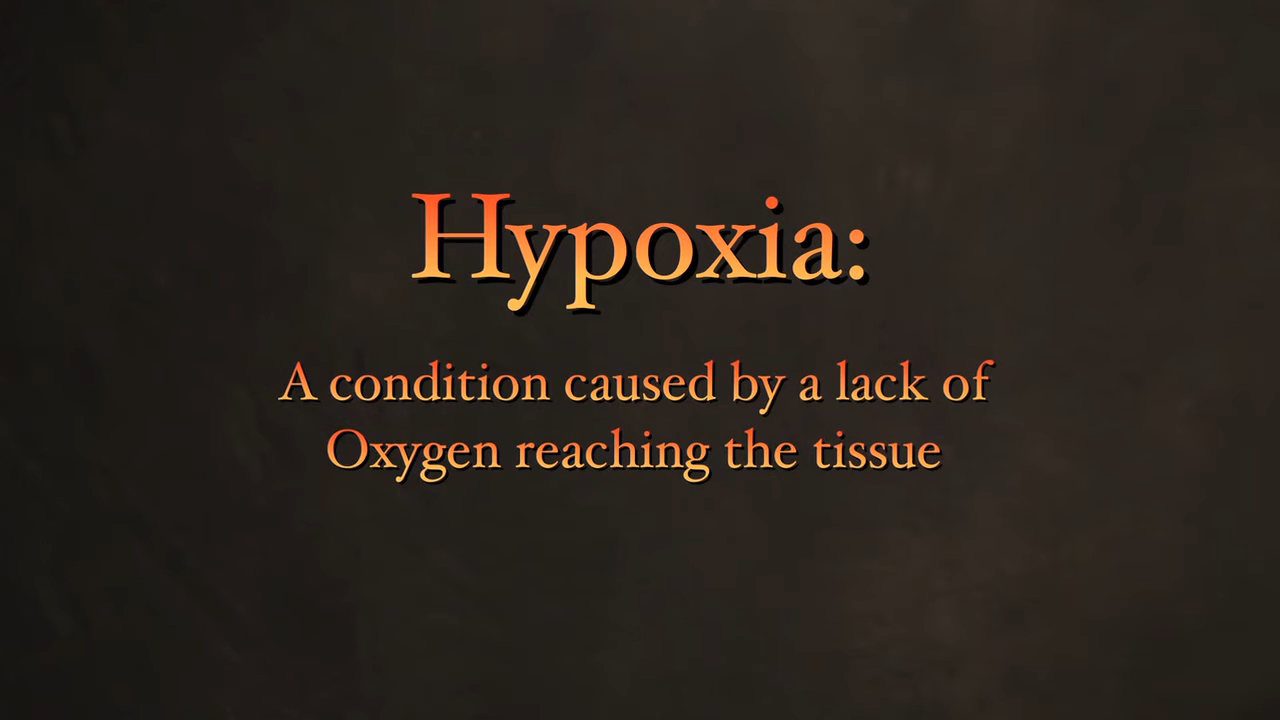 Hypoxia:
A condition caused by a lack of
Oxygen reaching the tissue